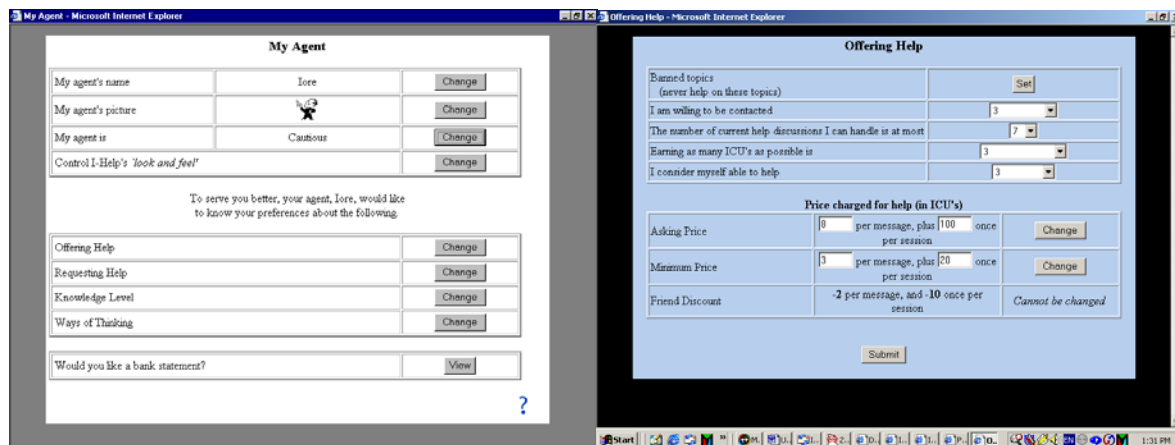 My Agent - Microsoft Internet Explorer
My Agent
My agent's name Iore Change
My agent's picture Change
My agent is Cautious Change
Control I-Help's 'look and feel' Change
To serve you better, your agent, Iore, would like
to know your preferences about the following.
Offering Help Change
Requesting Help Change
Knowledge Level Change
Ways of Thinking Change
Would you like a bank statement? View
?
Offering Help - Microsoft Internet Explorer
Offering Help
Banned topics
(never help on these topics) Set
I am willing to be contacted 3
The number of current help discussions I can handle is at most 7
Earning as many ICU's as possible is 3
I consider myself able to help 3
Price charged for help (in ICU's)
Asking Price 8 per message, plus 100 once
per session Change
Minimum Price 3 per message, plus 20 once
per session Change
Friend Discount -2 per message, and -10 once per
session Cannot be changed
Submit
Start EN 1:31 PM